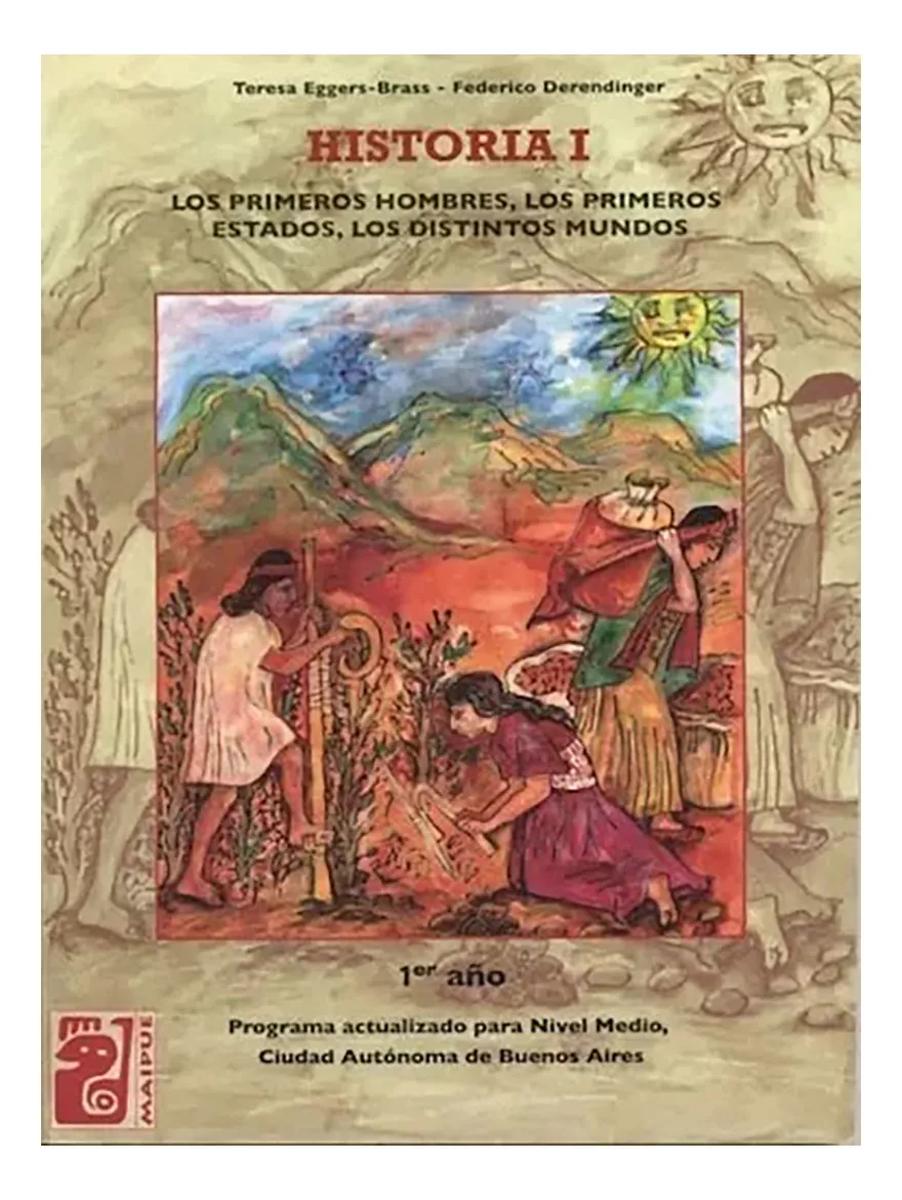 Teresa Eggers-Brass - Federico Derendinger
HISTORIA I
LOS PRIMEROS HOMBRES, LOS PRIMEROS
ESTADOS, LOS DISTINTOS MUNDOS
1er año
Programa actualizado para Nivel Medio,
Ciudad Autónoma de Buenos Aires
MAIPUE